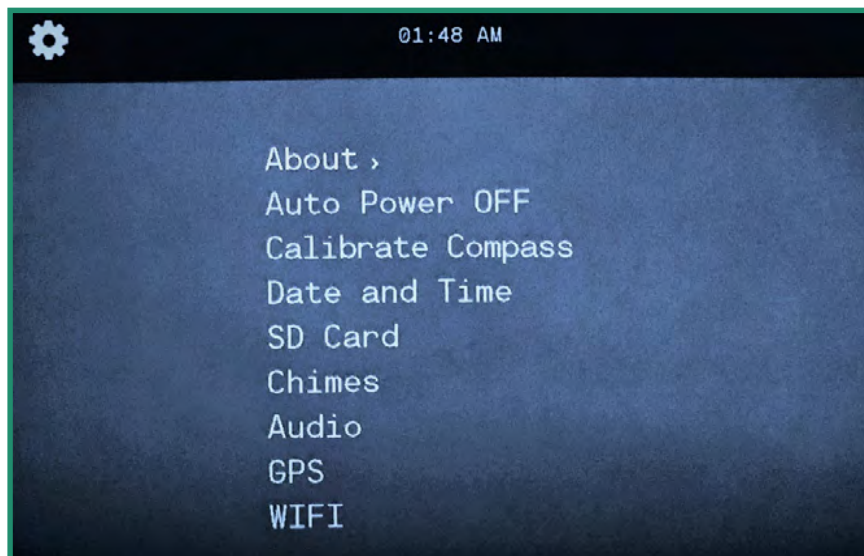 01:48 AM
About ›
Auto Power OFF
Calibrate Compass
Date and Time
SD Card
Chimes
Audio
GPS
WIFI